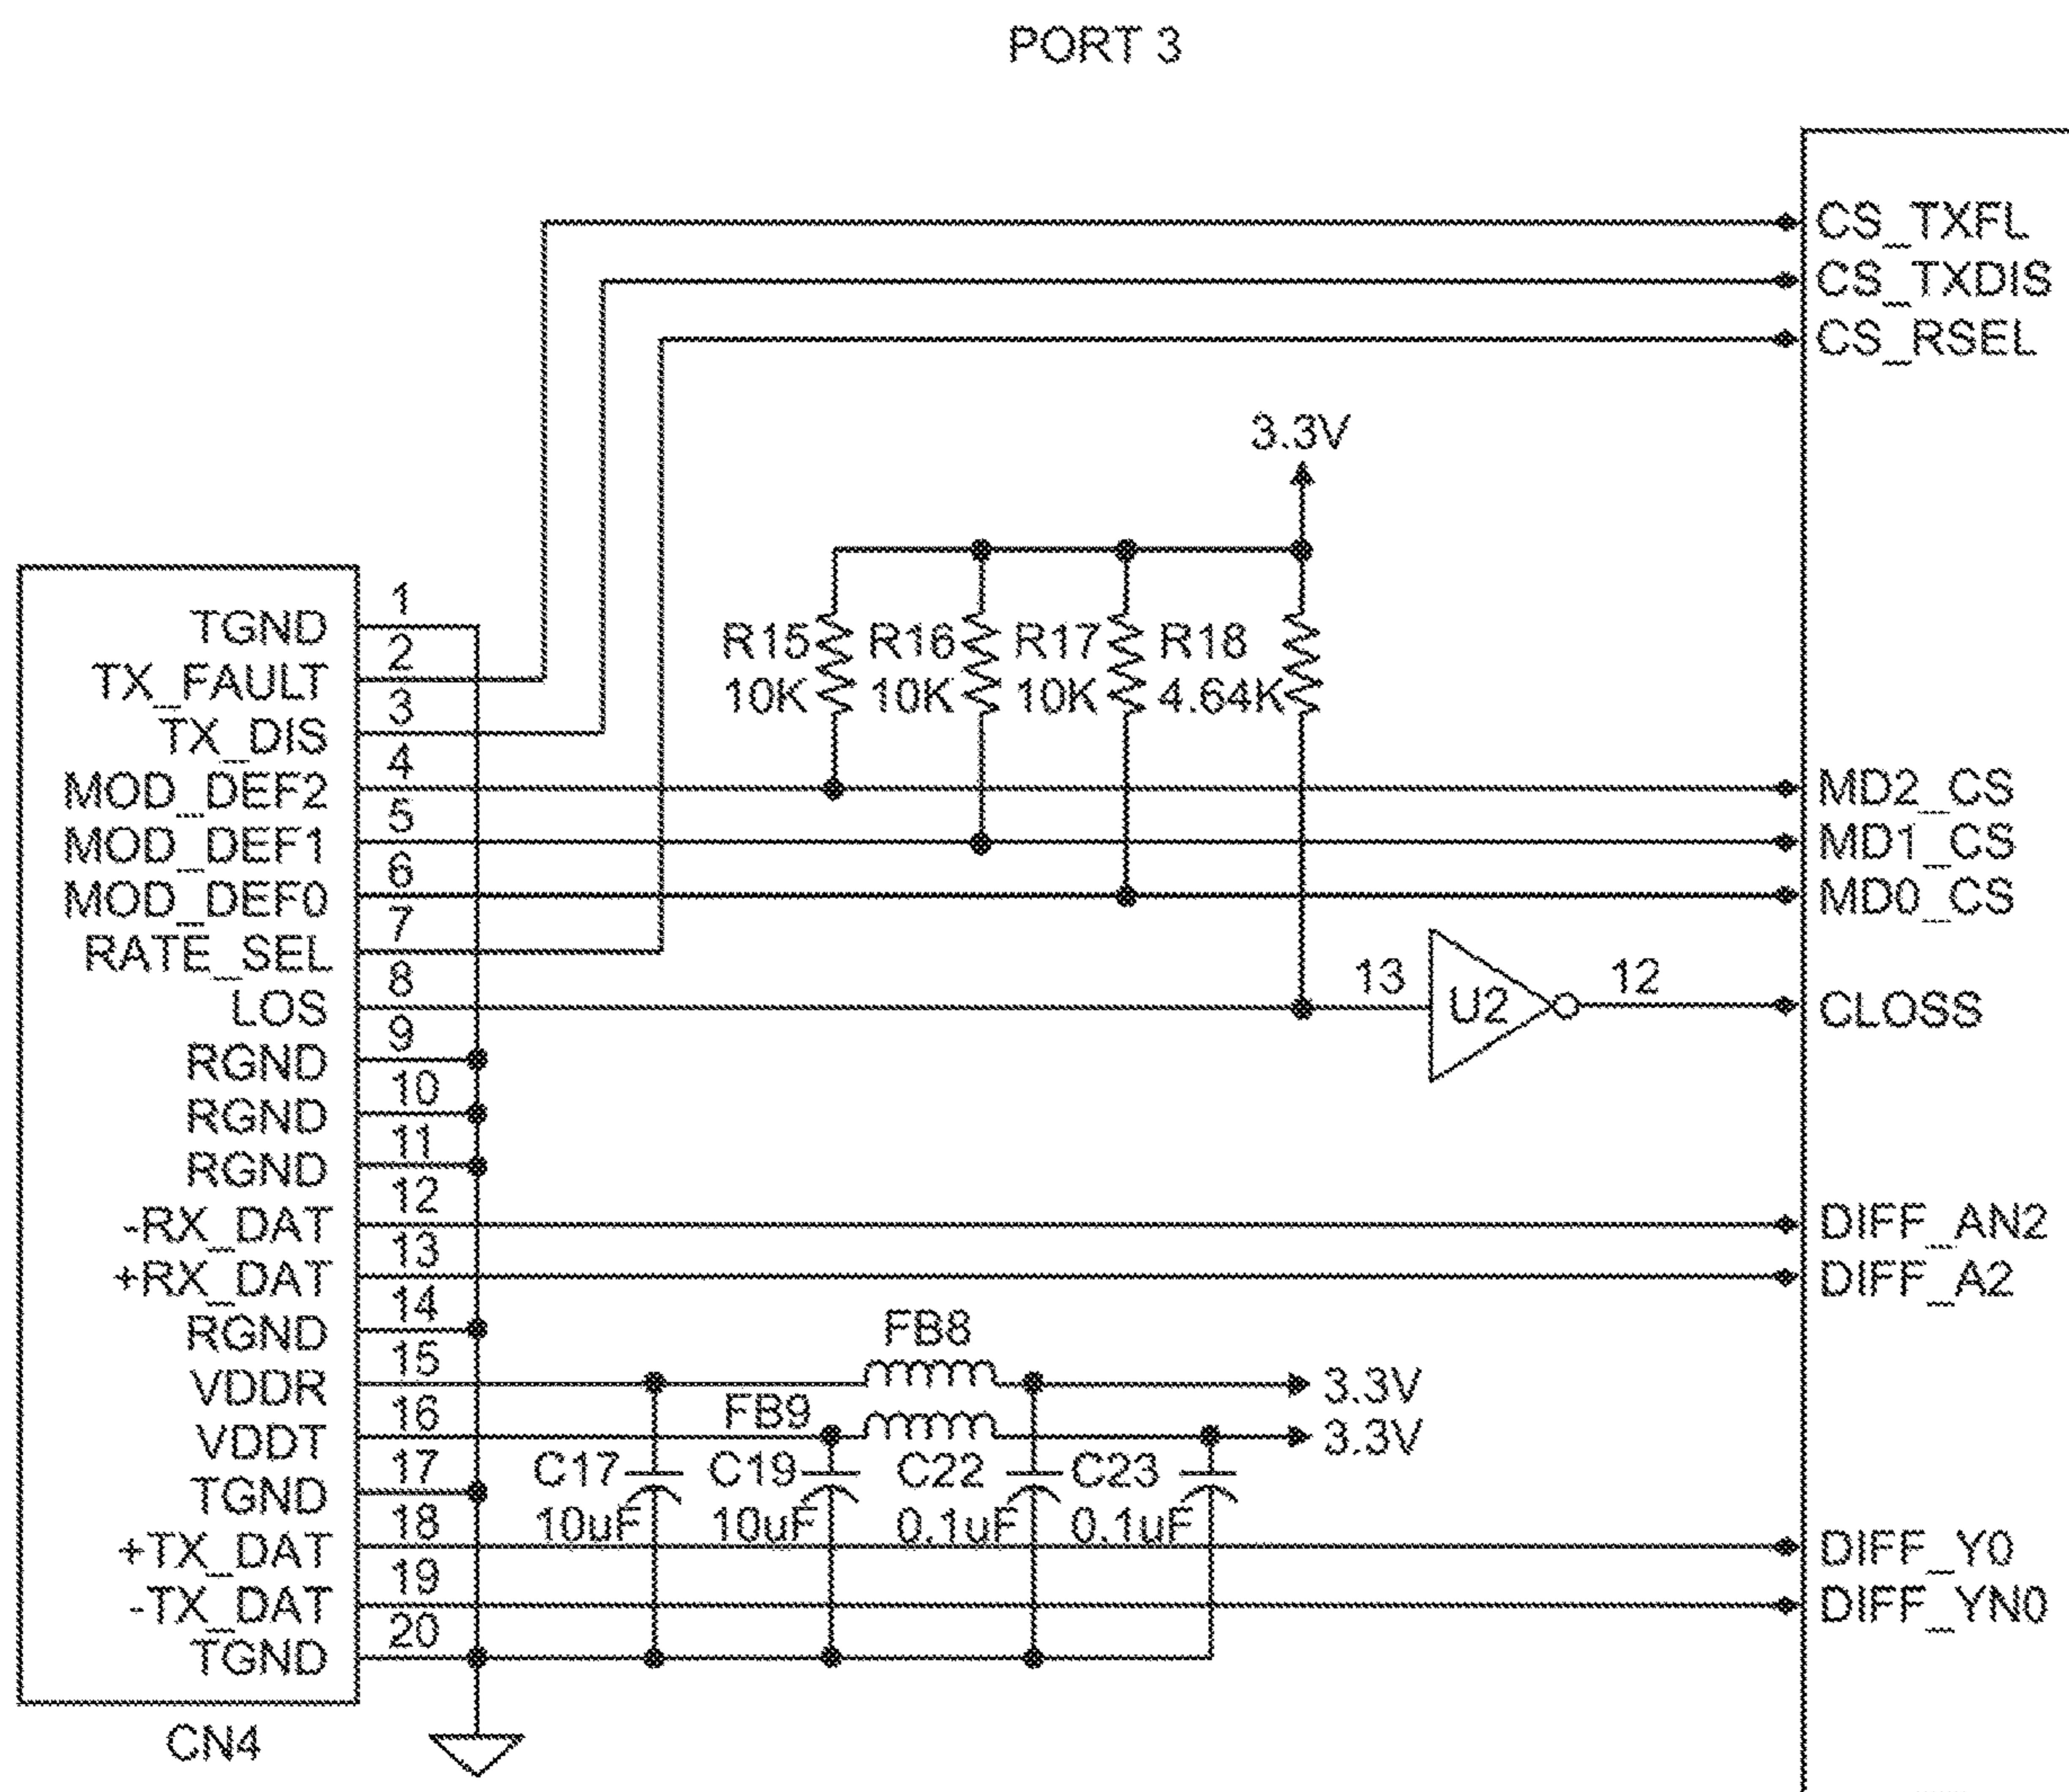 PORT 3
CS_TXFL
CS_TXDIS
CS_RSEL
3.3V
R15 R16 R17 R18
10K 10K 10K 4.64K
TGND 1
TX_FAULT 2
TX_DIS 3
MOD_DEF2 4 MD2_CS
MOD_DEF1 5 MD1_CS
MOD_DEF0 6 MD0_CS
RATE_SEL 7
LOS 8 13 U2 12 CLOSS
RGND 9
RGND 10
RGND 11
-RX_DAT 12 DIFF_AN2
+RX_DAT 13 DIFF_A2
RGND 14
FB8
VDDR 15 3.3V
FB9
VDDT 16 3.3V
C17 C19 C22 C23
10uF 10uF 0.1uF 0.1uF
TGND 17
+TX_DAT 18 DIFF_Y0
-TX_DAT 19 DIFF_YN0
TGND 20
CN4